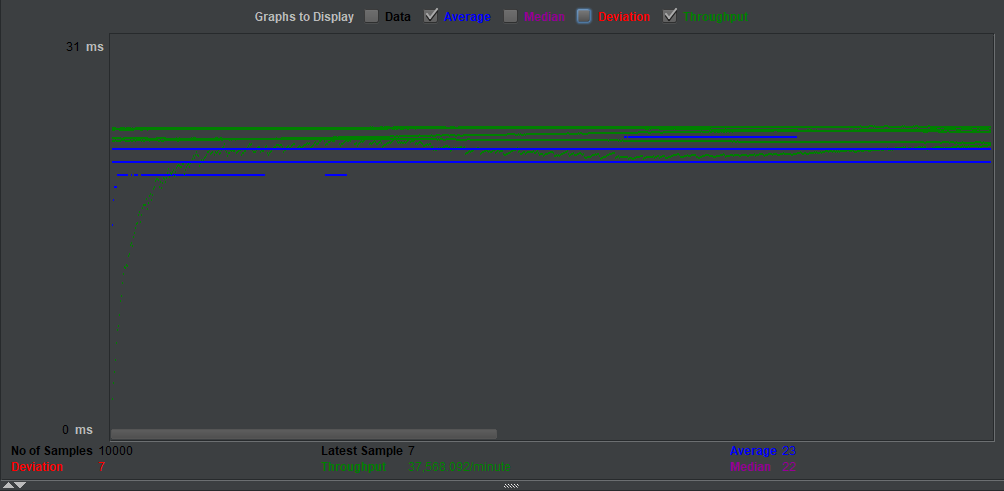 Graphs to Display Data Average Median Deviation Throughput
31 ms
0 ms
No of Samples 10000 Latest Sample 7 Average 23
Deviation 7 Throughput 37,568.092/minute Median 22